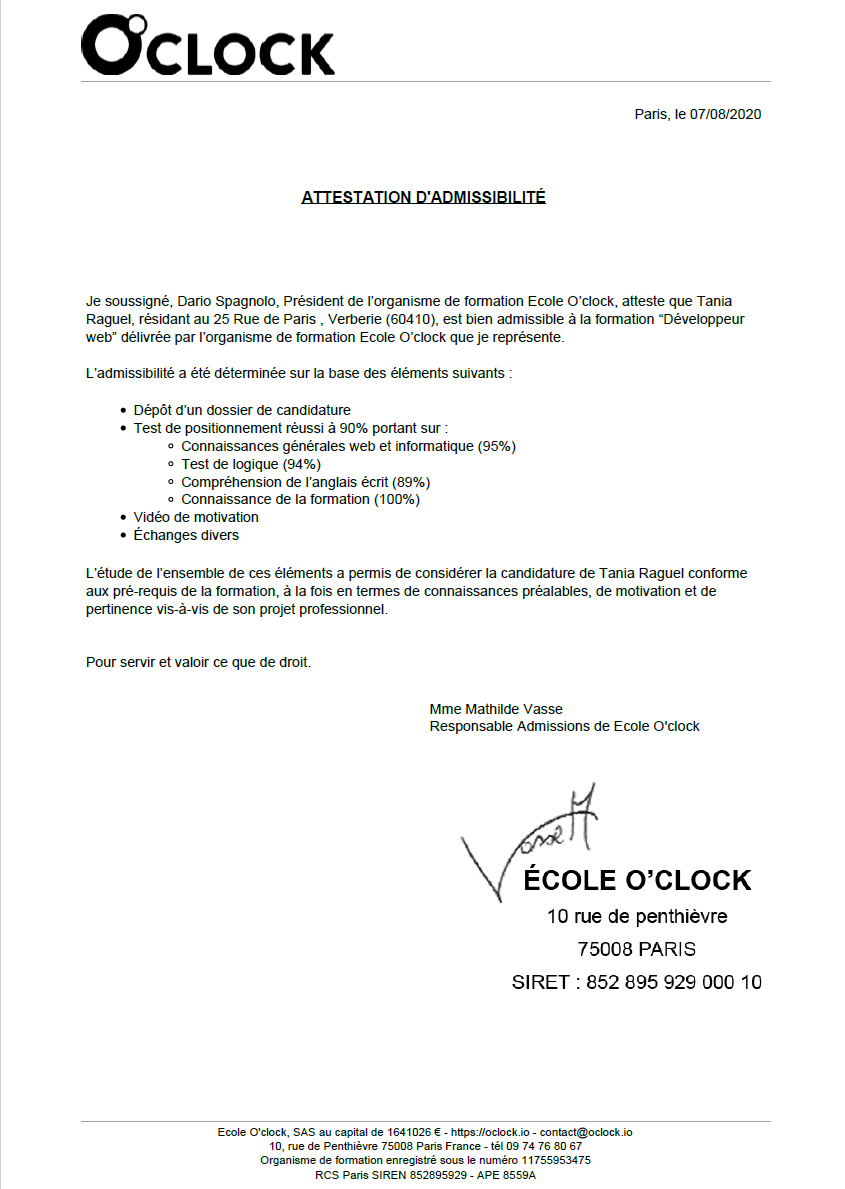 O'CLOCK
Paris, le 07/08/2020
ATTESTATION D'ADMISSIBILITÉ
Je soussigné, Dario Spagnolo, Président de l’organisme de formation Ecole O’clock, atteste que Tania
Raguel, résidant au 25 Rue de Paris , Verberie (60410), est bien admissible à la formation “Développeur
web” délivrée par l’organisme de formation Ecole O’clock que je représente.
L’admissibilité a été déterminée sur la base des éléments suivants :
Dépôt d’un dossier de candidature
Test de positionnement réussi à 90% portant sur :
Connaissances générales web et informatique (95%)
Test de logique (94%)
Compréhension de l’anglais écrit (89%)
Connaissance de la formation (100%)
Vidéo de motivation
Échanges divers
L’étude de l’ensemble de ces éléments a permis de considérer la candidature de Tania Raguel conforme
aux pré-requis de la formation, à la fois en termes de connaissances préalables, de motivation et de
pertinence vis-à-vis de son projet professionnel.
Pour servir et valoir ce que de droit.
Mme Mathilde Vasse
Responsable Admissions de Ecole O'clock
Vasse M
ÉCOLE O’CLOCK
10 rue de penthièvre
75008 PARIS
SIRET : 852 895 929 000 10
Ecole O'clock, SAS au capital de 1641026 € - https://oclock.io - contact@oclock.io
10, rue de Penthièvre 75008 Paris France - tél 09 74 76 80 67
Organisme de formation enregistré sous le numéro 11755953475
RCS Paris SIREN 852895929 - APE 8559A